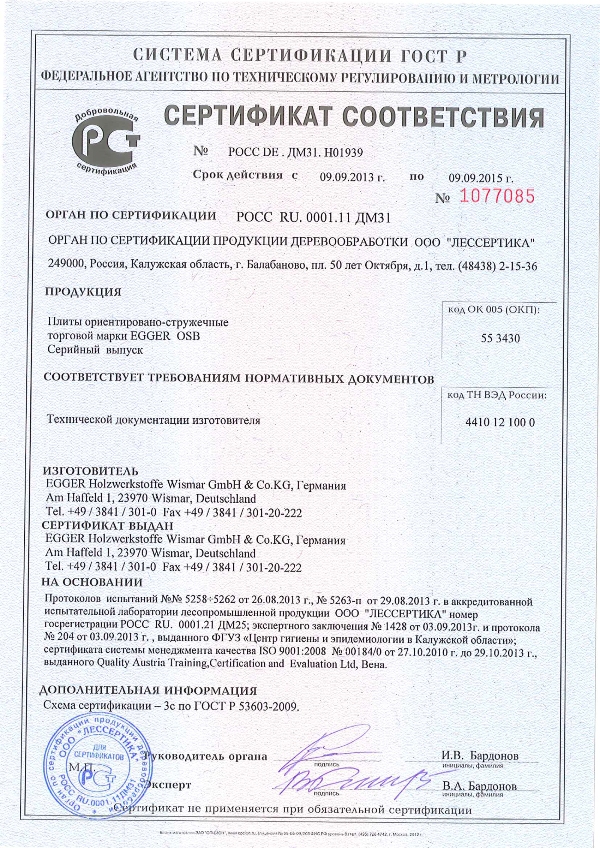 СИСТЕМА СЕРТИФИКАЦИИ ГОСТ Р
ФЕДЕРАЛЬНОЕ АГЕНТСТВО ПО ТЕХНИЧЕСКОМУ РЕГУЛИРОВАНИЮ И МЕТРОЛОГИИ
Добровольная
сертификация
СЕРТИФИКАТ СООТВЕТСТВИЯ
№ РОСС DE . ДМ31. Н01939
Срок действия с 09.09.2013 г. по 09.09.2015 г.
№ 1077085
ОРГАН ПО СЕРТИФИКАЦИИ РОСС RU. 0001.11 ДМ31
ОРГАН ПО СЕРТИФИКАЦИИ ПРОДУКЦИИ ДЕРЕВООБРАБОТКИ ООО "ЛЕССЕРТИКА"
249000, Россия, Калужская область, г. Балабаново, пл. 50 лет Октября, д.1, тел. (48438) 2-15-36
ПРОДУКЦИЯ
Плиты ориентировано-стружечные
торговой марки EGGER OSB
Серийный выпуск
код ОК 005 (ОКП):
55 3430
СООТВЕТСТВУЕТ ТРЕБОВАНИЯМ НОРМАТИВНЫХ ДОКУМЕНТОВ
Технической документации изготовителя
код ТН ВЭД России:
4410 12 100 0
ИЗГОТОВИТЕЛЬ
EGGER Holzwerkstoffe Wismar GmbH & Co.KG, Германия
Am Haffeld 1, 23970 Wismar, Deutschland
Tel. +49 / 3841 / 301-0 Fax +49 / 3841 / 301-20-222
СЕРТИФИКАТ ВЫДАН
EGGER Holzwerkstoffe Wismar GmbH & Co.KG, Германия
Am Haffeld 1, 23970 Wismar, Deutschland
Tel. +49 / 3841 / 301-0 Fax +49 / 3841 / 301-20-222
НА ОСНОВАНИИ
Протоколов испытаний №№ 5258÷5262 от 26.08.2013 г., № 5263-п от 29.08.2013 г. в аккредитованной
испытательной лаборатории лесопромышленной продукции ООО "ЛЕССЕРТИКА" номер
госрегистрации РОСС RU. 0001.21 ДМ25; экспертного заключения № 1428 от 03.09.2013г. и протокола
№ 204 от 03.09.2013 г. , выданного ФГУЗ «Центр гигиены и эпидемиологии в Калужской области»;
сертификата системы менеджмента качества ISO 9001:2008 № 00184/0 от 27.10.2010 г. до 29.10.2013 г.,
выданного Quality Austria Training,Certification and Evaluation Ltd, Вена.
ДОПОЛНИТЕЛЬНАЯ ИНФОРМАЦИЯ
Схема сертификации – 3с по ГОСТ Р 53603-2009.
Орган по сертификации продукции деревообработки
ООО "ЛЕССЕРТИКА"
ДЛЯ
СЕРТИФИКАТОВ
РОСС RU.0001.11ДМ31
М.П.
Руководитель органа
подпись
И.В. Бардонов
инициалы, фамилия
Эксперт
подпись
В.А. Бардонов
инициалы, фамилия
Сертификат не применяется при обязательной сертификации